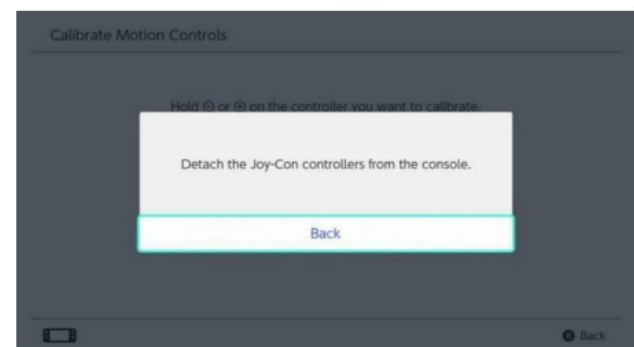 Calibrate Motion Controls
Hold ⊖ or ⊕ on the controller you want to calibrate.
Detach the Joy-Con controllers from the console.
Back
B Back